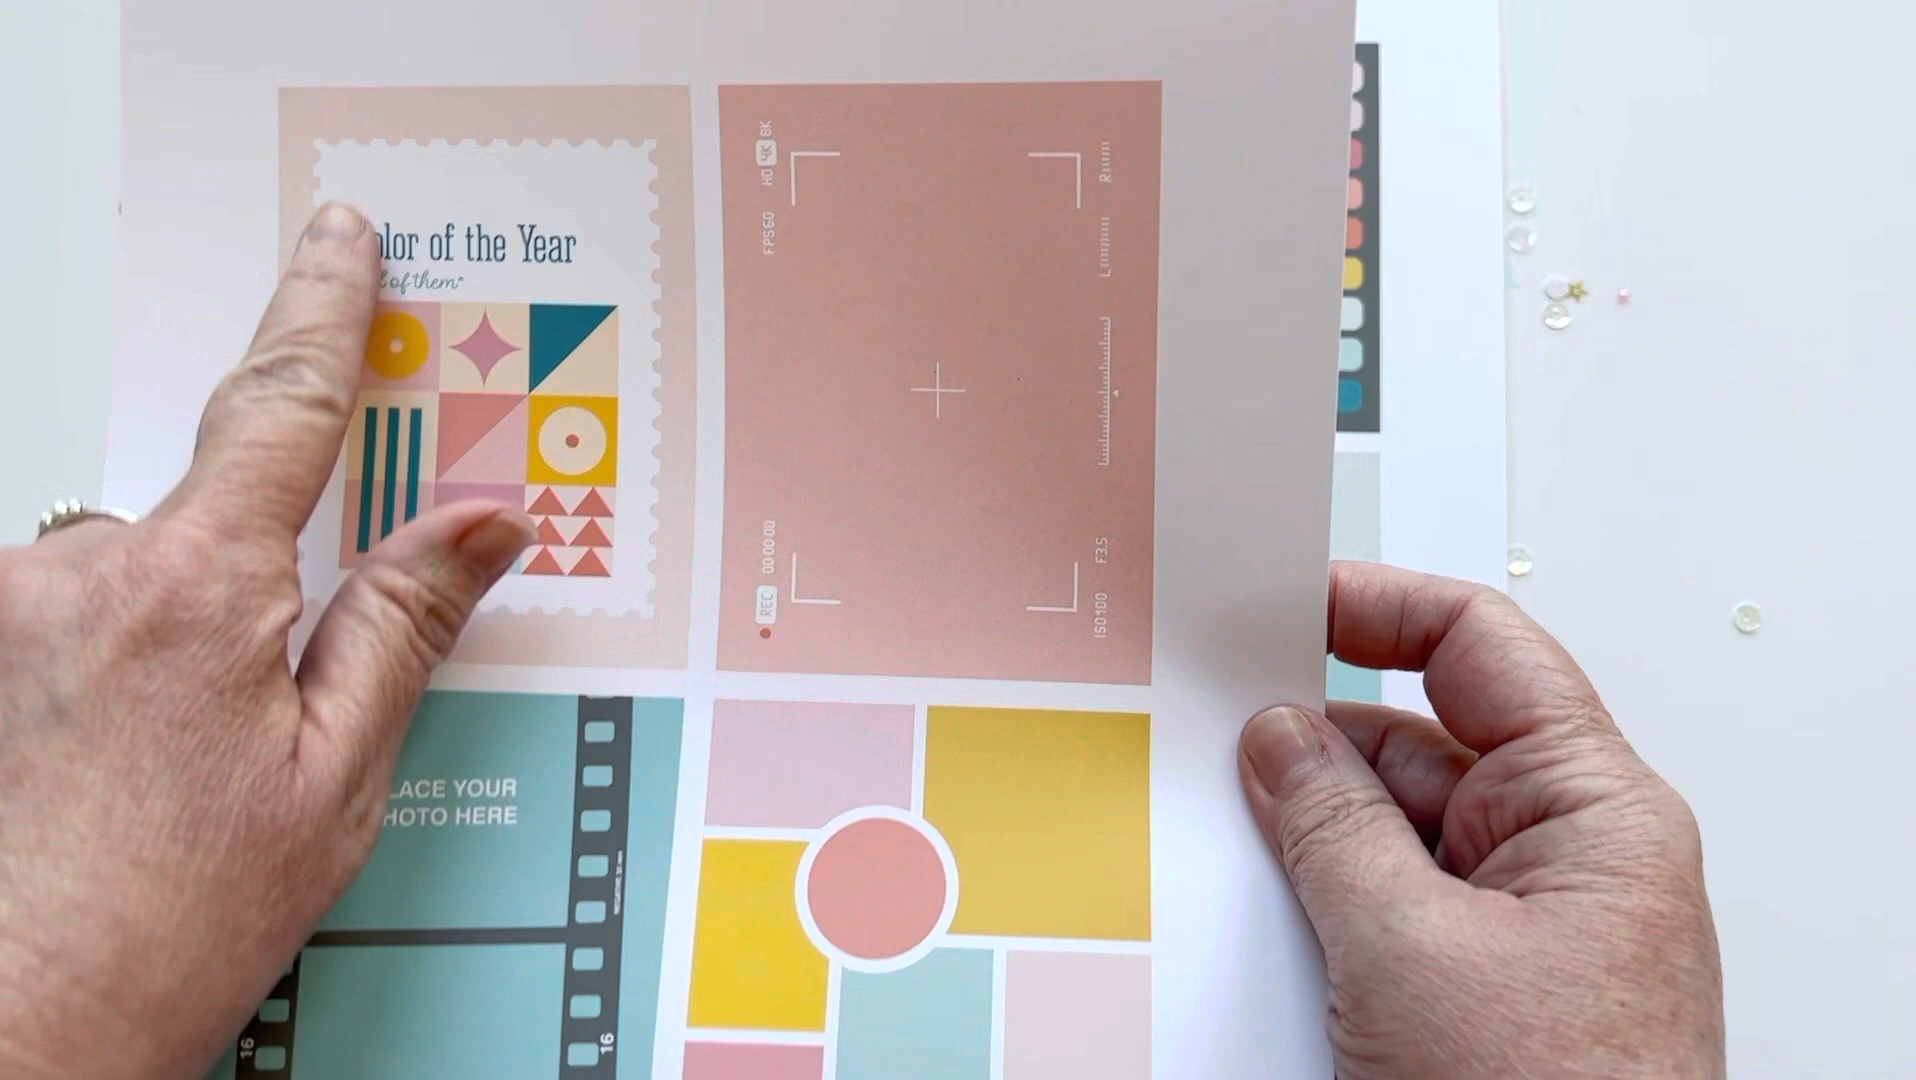 olor of the Year
of them*
HD 4K 8K
FPS 60
R
L
REC 00:00:00
ISO100 F3.5
LACE YOUR
HOTO HERE
16
16